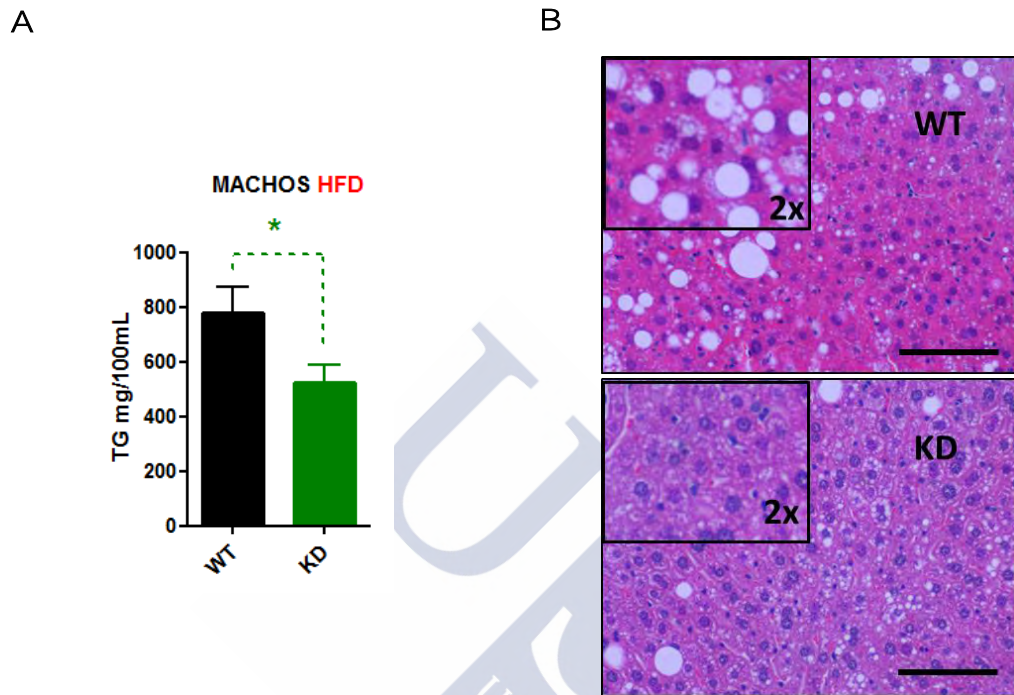 A
B
MACHOS HFD
*
1000
800
600
400
200
0
TG mg/100mL
WT
KD
WT
2x
KD
2x